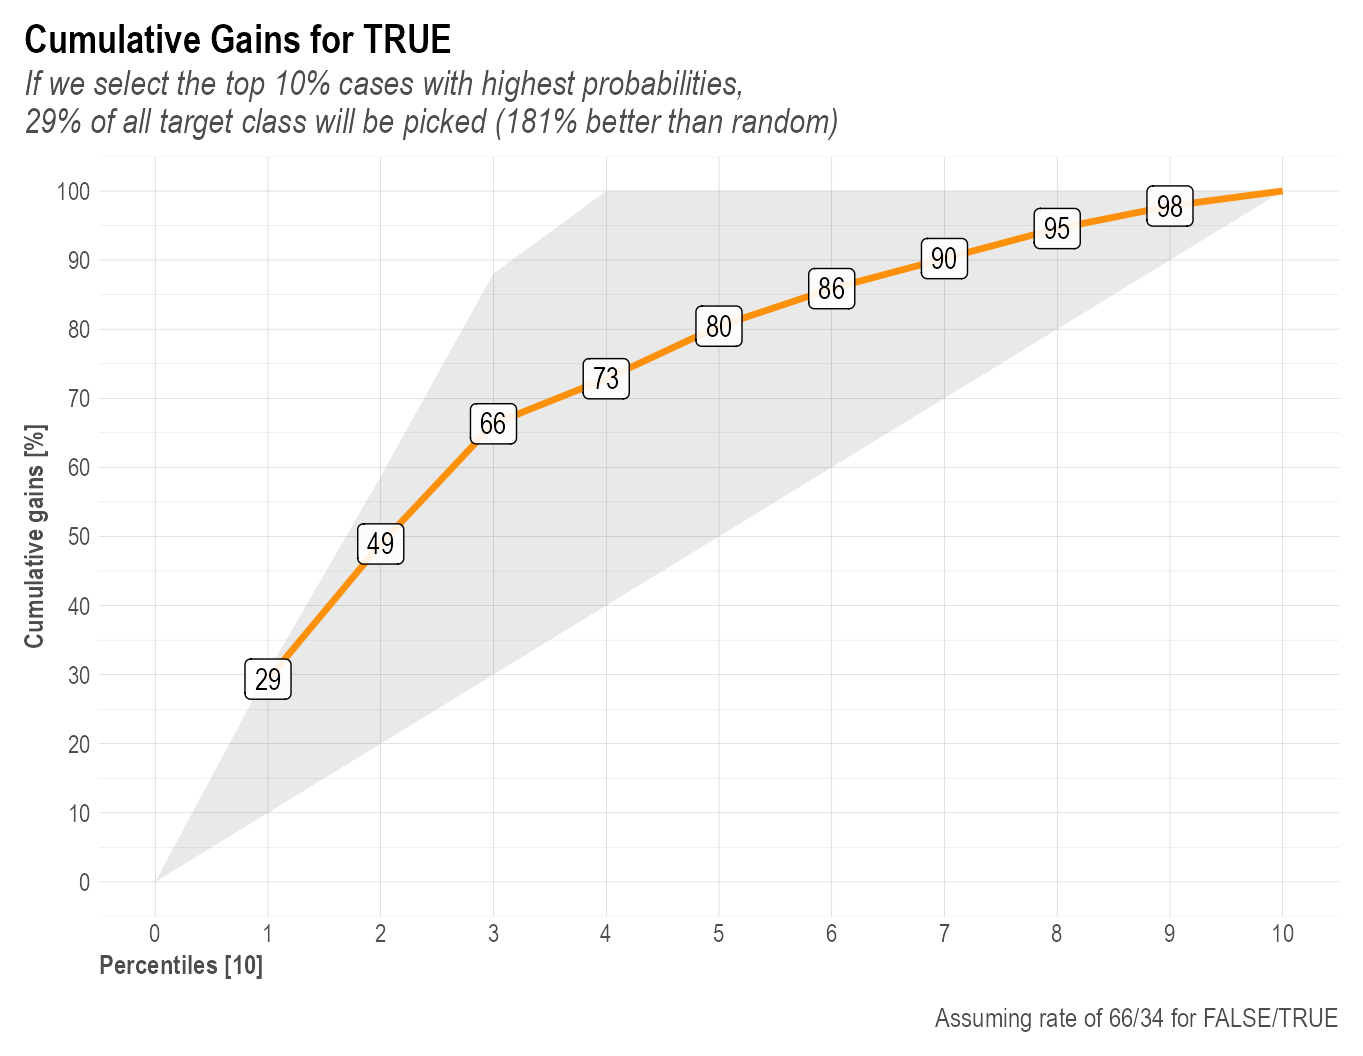 Cumulative Gains for TRUE
If we select the top 10% cases with highest probabilities,
29% of all target class will be picked (181% better than random)
Cumulative gains [%]
100
90
80
70
60
50
40
30
20
10
0
29
49
66
73
80
86
90
95
98
0 1 2 3 4 5 6 7 8 9 10
Percentiles [10]
Assuming rate of 66/34 for FALSE/TRUE